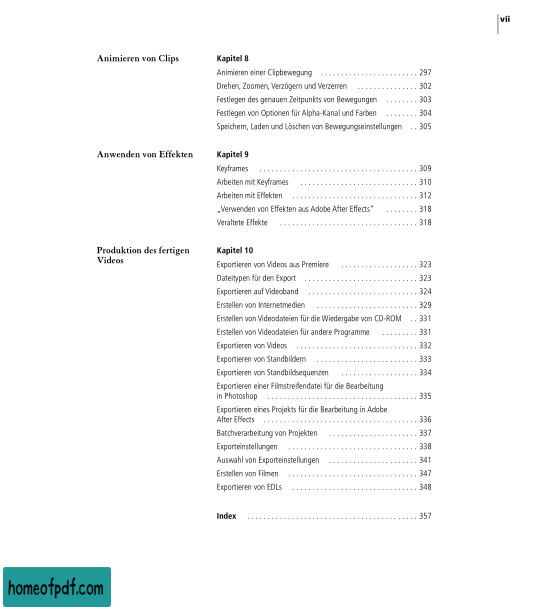 vii
Animieren von Clips
Kapitel 8
Animieren einer Clipbewegung . . . . . . . . . . . . . . . . . . . . . . . . 297
Drehen, Zoomen, Verzögern und Verzerren . . . . . . . . . . . . . . . 302
Festlegen des genauen Zeitpunkts von Bewegungen . . . . . . . . 303
Festlegen von Optionen für Alpha-Kanal und Farben . . . . . . . . 304
Speichern, Laden und Löschen von Bewegungseinstellungen . . 305
Anwenden von Effekten
Kapitel 9
Keyframes . . . . . . . . . . . . . . . . . . . . . . . . . . . . . . . . . . . . . . . 309
Arbeiten mit Keyframes . . . . . . . . . . . . . . . . . . . . . . . . . . . . . 310
Arbeiten mit Effekten . . . . . . . . . . . . . . . . . . . . . . . . . . . . . . . 312
„Verwenden von Effekten aus Adobe After Effects“ . . . . . . . . 318
Veraltete Effekte . . . . . . . . . . . . . . . . . . . . . . . . . . . . . . . . . . 318
Produktion des fertigen
Videos
Kapitel 10
Exportieren von Videos aus Premiere . . . . . . . . . . . . . . . . . . . 323
Dateitypen für den Export . . . . . . . . . . . . . . . . . . . . . . . . . . . . 323
Exportieren auf Videoband . . . . . . . . . . . . . . . . . . . . . . . . . . . 324
Erstellen von Internetmedien . . . . . . . . . . . . . . . . . . . . . . . . . 329
Erstellen von Videodateien für die Wiedergabe von CD-ROM . . 331
Erstellen von Videodateien für andere Programme . . . . . . . . . 331
Exportieren von Videos . . . . . . . . . . . . . . . . . . . . . . . . . . . . . . 332
Exportieren von Standbildern . . . . . . . . . . . . . . . . . . . . . . . . . 333
Exportieren von Standbildsequenzen . . . . . . . . . . . . . . . . . . . 334
Exportieren einer Filmstreifendatei für die Bearbeitung
in Photoshop . . . . . . . . . . . . . . . . . . . . . . . . . . . . . . . . . . . . . 335
Exportieren eines Projekts für die Bearbeitung in Adobe
After Effects . . . . . . . . . . . . . . . . . . . . . . . . . . . . . . . . . . . . . . 336
Batchverarbeitung von Projekten . . . . . . . . . . . . . . . . . . . . . . 337
Exporteinstellungen . . . . . . . . . . . . . . . . . . . . . . . . . . . . . . . . 338
Auswahl von Exporteinstellungen . . . . . . . . . . . . . . . . . . . . . . 341
Erstellen von Filmen . . . . . . . . . . . . . . . . . . . . . . . . . . . . . . . . 347
Exportieren von EDLs . . . . . . . . . . . . . . . . . . . . . . . . . . . . . . . 348
Index . . . . . . . . . . . . . . . . . . . . . . . . . . . . . . . . . . . . . . . . . . 357
homeofpdf.com